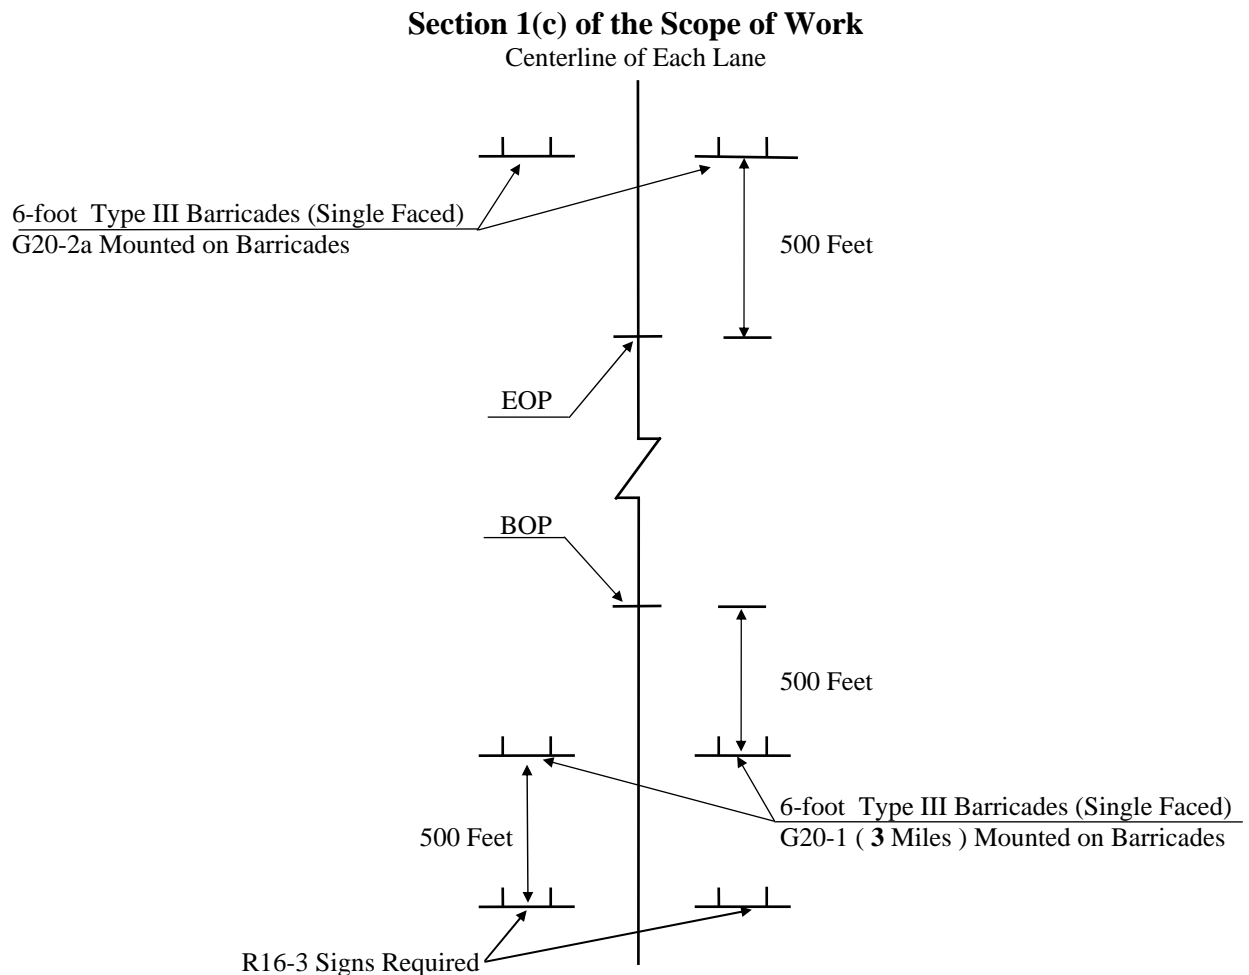 Section 1(c) of the Scope of Work
Centerline of Each Lane
6-foot Type III Barricades (Single Faced)
G20-2a Mounted on Barricades
500 Feet
EOP
BOP
500 Feet
6-foot Type III Barricades (Single Faced)
G20-1 ( 3 Miles ) Mounted on Barricades
500 Feet
R16-3 Signs Required